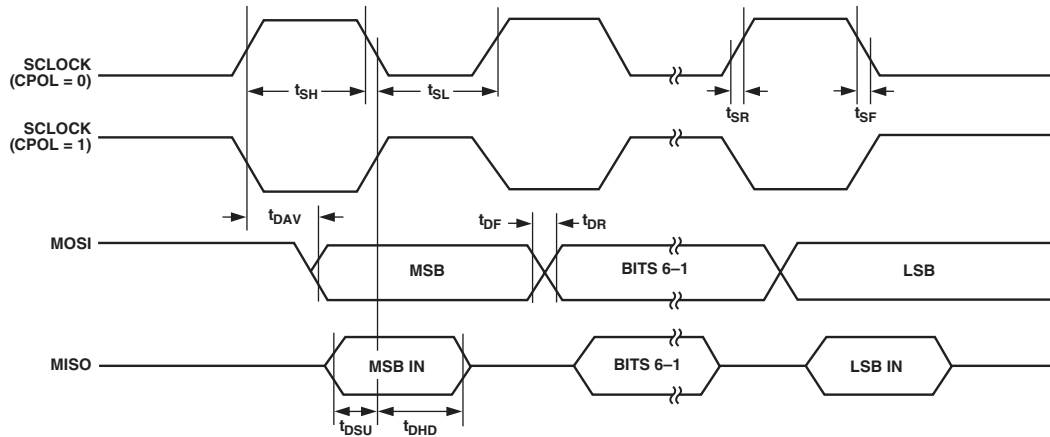 SCLOCK
(CPOL = 0)
tSH
tSL
tSR
tSF
SCLOCK
(CPOL = 1)
tDAV
tDF
tDR
MOSI
MSB
BITS 6–1
LSB
MISO
MSB IN
BITS 6–1
LSB IN
tDSU
tDHD